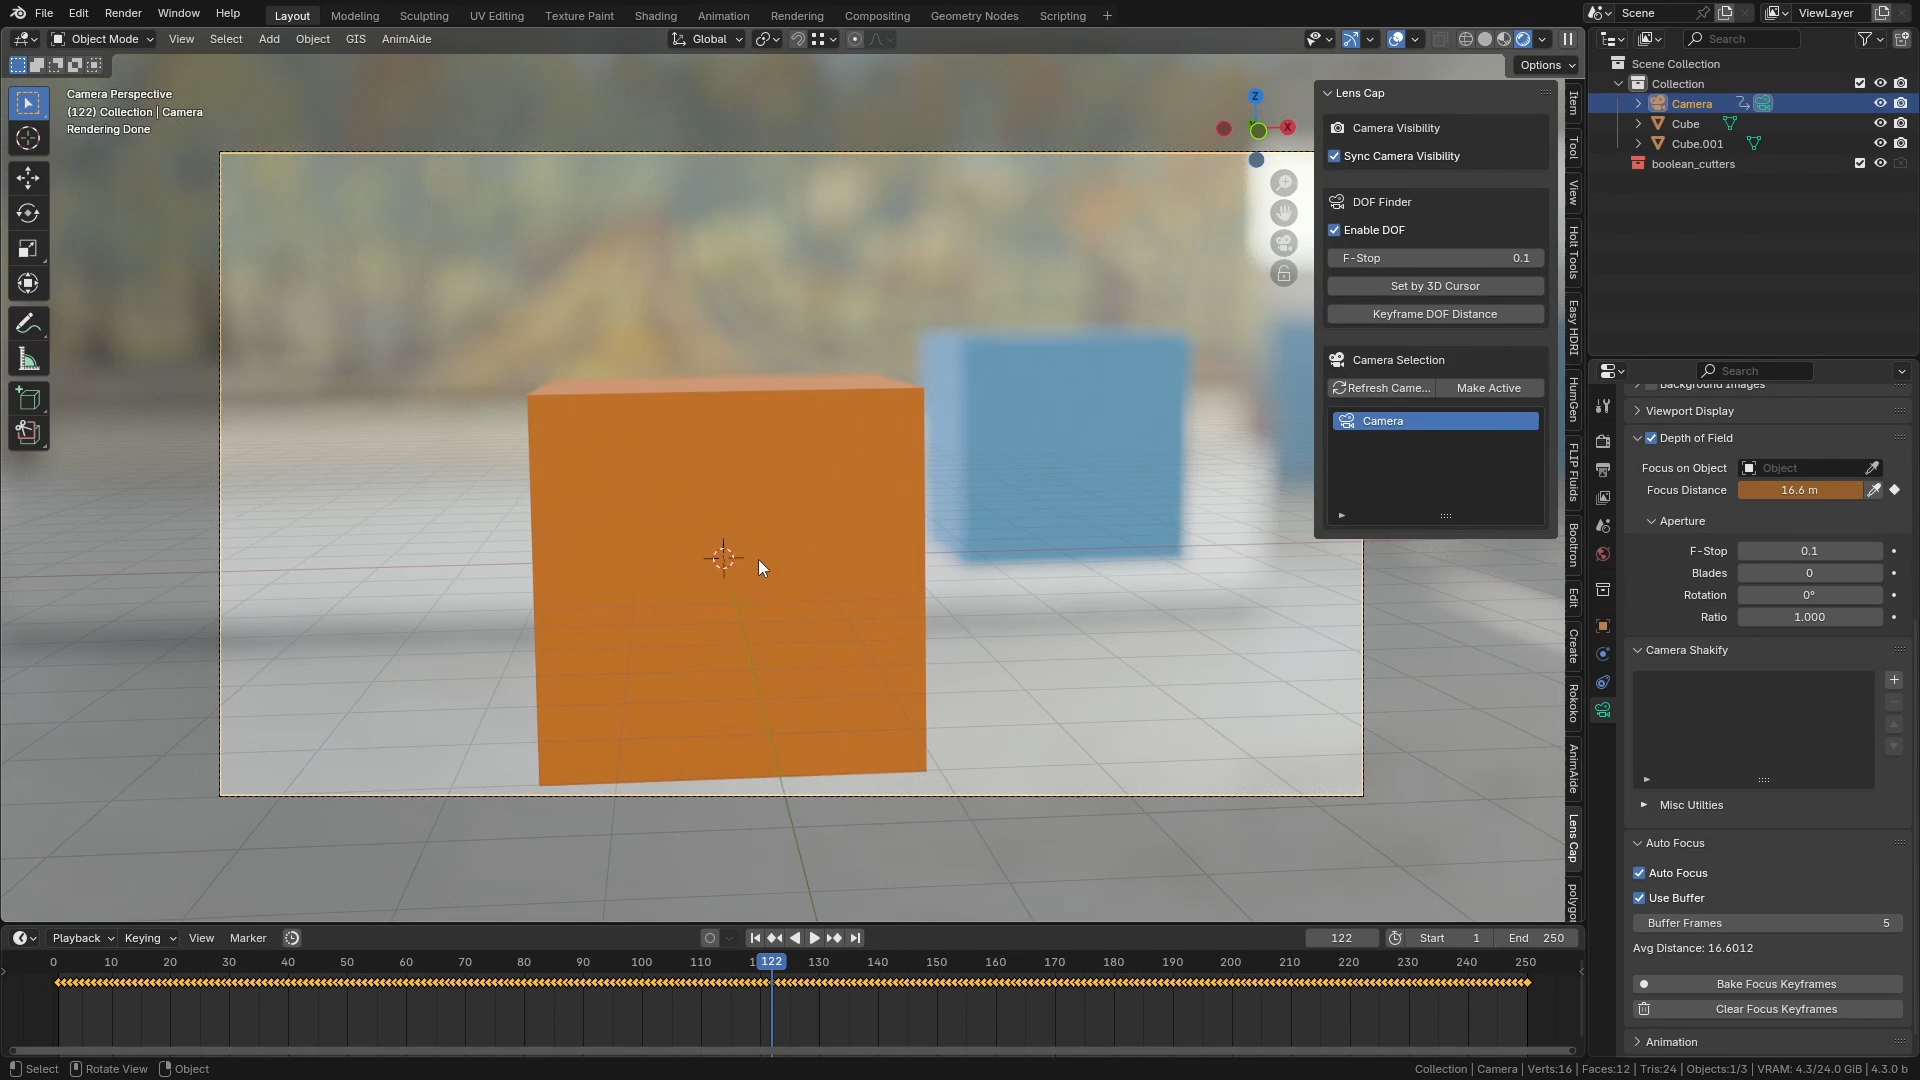 File Edit Render Window Help
Layout Modeling Sculpting UV Editing Texture Paint Shading Animation Rendering Compositing Geometry Nodes Scripting +
Scene
ViewLayer
Object Mode View Select Add Object GIS AnimAide
Global
Options
Camera Perspective
(122) Collection | Camera
Rendering Done
Z
X
Lens Cap
Camera Visibility
Sync Camera Visibility
DOF Finder
Enable DOF
F-Stop 0.1
Set by 3D Cursor
Keyframe DOF Distance
Camera Selection
Refresh Came... Make Active
Camera
Item
Tool
View
Holt Tools
Easy HDRI
HumGen
FLIP Fluids
Booltron
Edit
Create
Rokoko
AnimAide
Lens Cap
polygo
Search
Scene Collection
Collection
Camera
Cube
Cube.001
boolean_cutters
Search
Background Images
Viewport Display
Depth of Field
Focus on Object Object
Focus Distance 16.6 m
Aperture
F-Stop 0.1
Blades 0
Rotation 0°
Ratio 1.000
Camera Shakify
Misc Utilties
Auto Focus
Auto Focus
Use Buffer
Buffer Frames 5
Avg Distance: 16.6012
Bake Focus Keyframes
Clear Focus Keyframes
Animation
Playback Keying View Marker
122 Start 1 End 250
0 10 20 30 40 50 60 70 80 90 100 110 122 130 140 150 160 170 180 190 200 210 220 230 240 250
Select Rotate View Object
Collection | Camera | Verts:16 | Faces:12 | Tris:24 | Objects:1/3 | VRAM: 4.3/24.0 GiB | 4.3.0 b